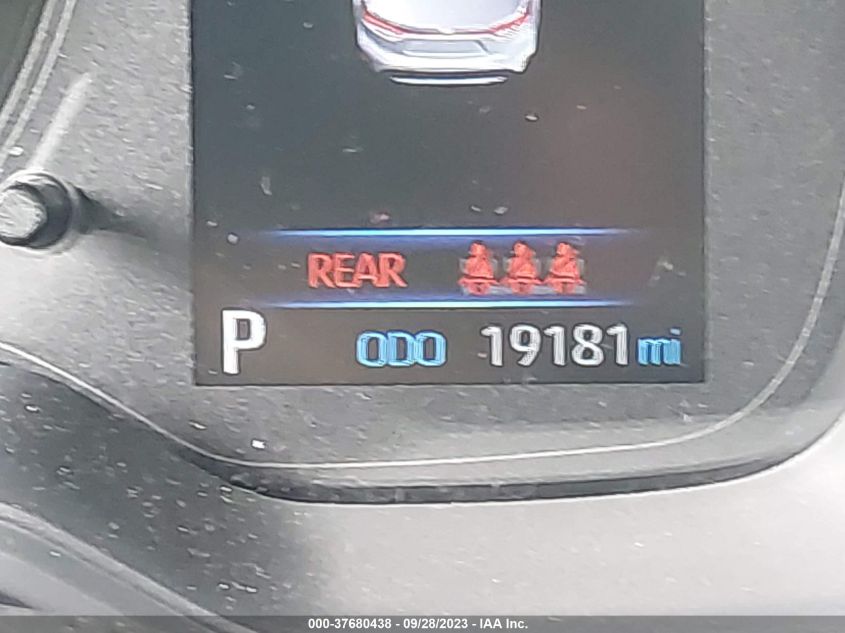 REAR
P ODO 19181 mi
000-37680438 - 09/28/2023 - IAA Inc.